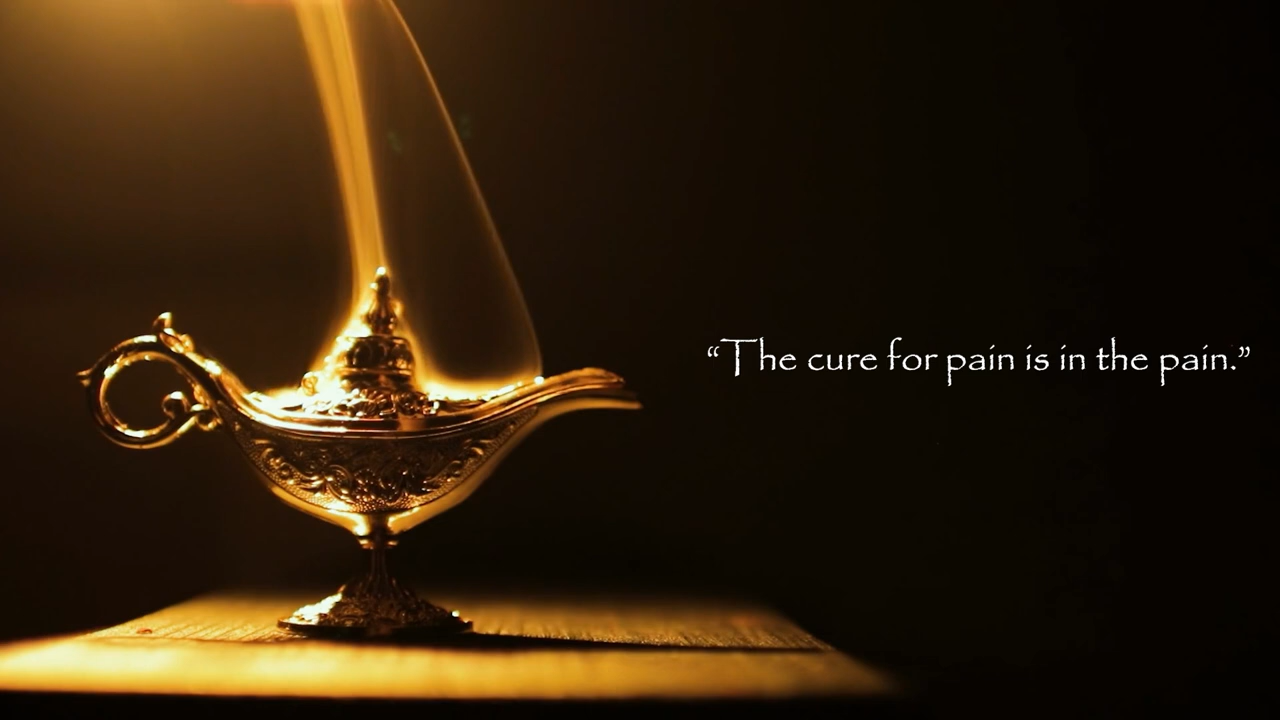 “The cure for pain is in the pain.”